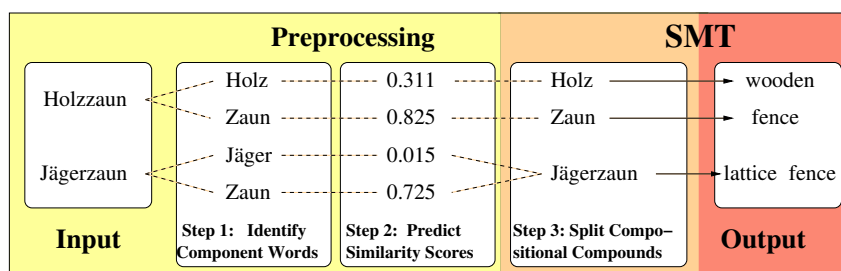 Preprocessing SMT
Holz 0.311 Holz wooden
Holzzaun
Zaun 0.825 Zaun fence
Jäger 0.015
Jägerzaun Jägerzaun lattice fence
Zaun 0.725
Input
Step 1: Identify
Component Words
Step 2: Predict
Similarity Scores
Step 3: Split Compo-
sitional Compounds
Output